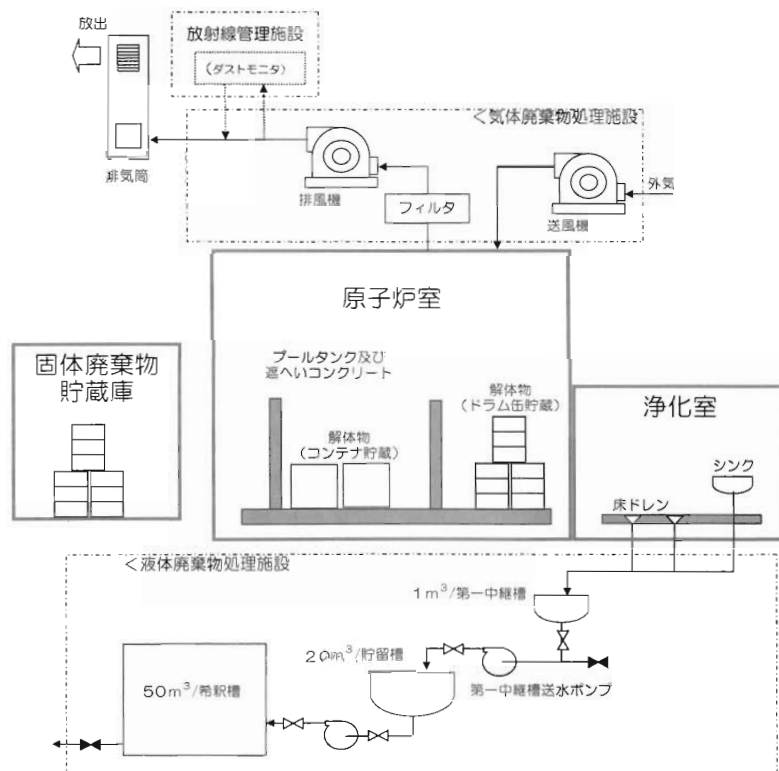 放出
放射線管理施設
(ダストモニタ)
<気体廃棄物処理施設
排気筒
排風機
フィルタ
送風機
外気
原子炉室
プールタンク及び
遮へいコンクリート
解体物
(コンテナ貯蔵)
解体物
(ドラム缶貯蔵)
固体廃棄物
貯蔵庫
浄化室
シンク
床ドレン
<液体廃棄物処理施設
1m³/第一中継槽
20m³/貯留槽
第一中継槽送水ポンプ
50m³/希釈槽